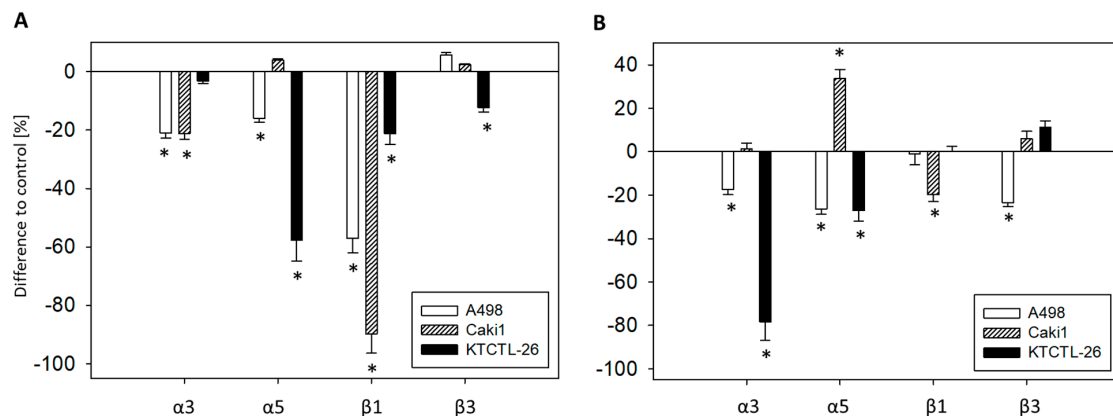 A
Difference to control [%]
0
-20
-40
-60
-80
-100
* * * * * * * * *
A498
Caki1
KTCTL-26
α3 α5 β1 β3
B
40
20
0
-20
-40
-60
-80
-100
* * * * * * *
A498
Caki1
KTCTL-26
α3 α5 β1 β3